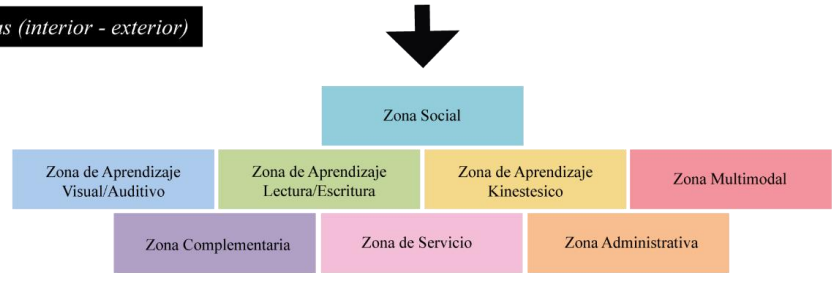 as (interior - exterior)
Zona Social
Zona de Aprendizaje
Visual/Auditivo
Zona de Aprendizaje
Lectura/Escritura
Zona de Aprendizaje
Kinestesico
Zona Multimodal
Zona Complementaria
Zona de Servicio
Zona Administrativa